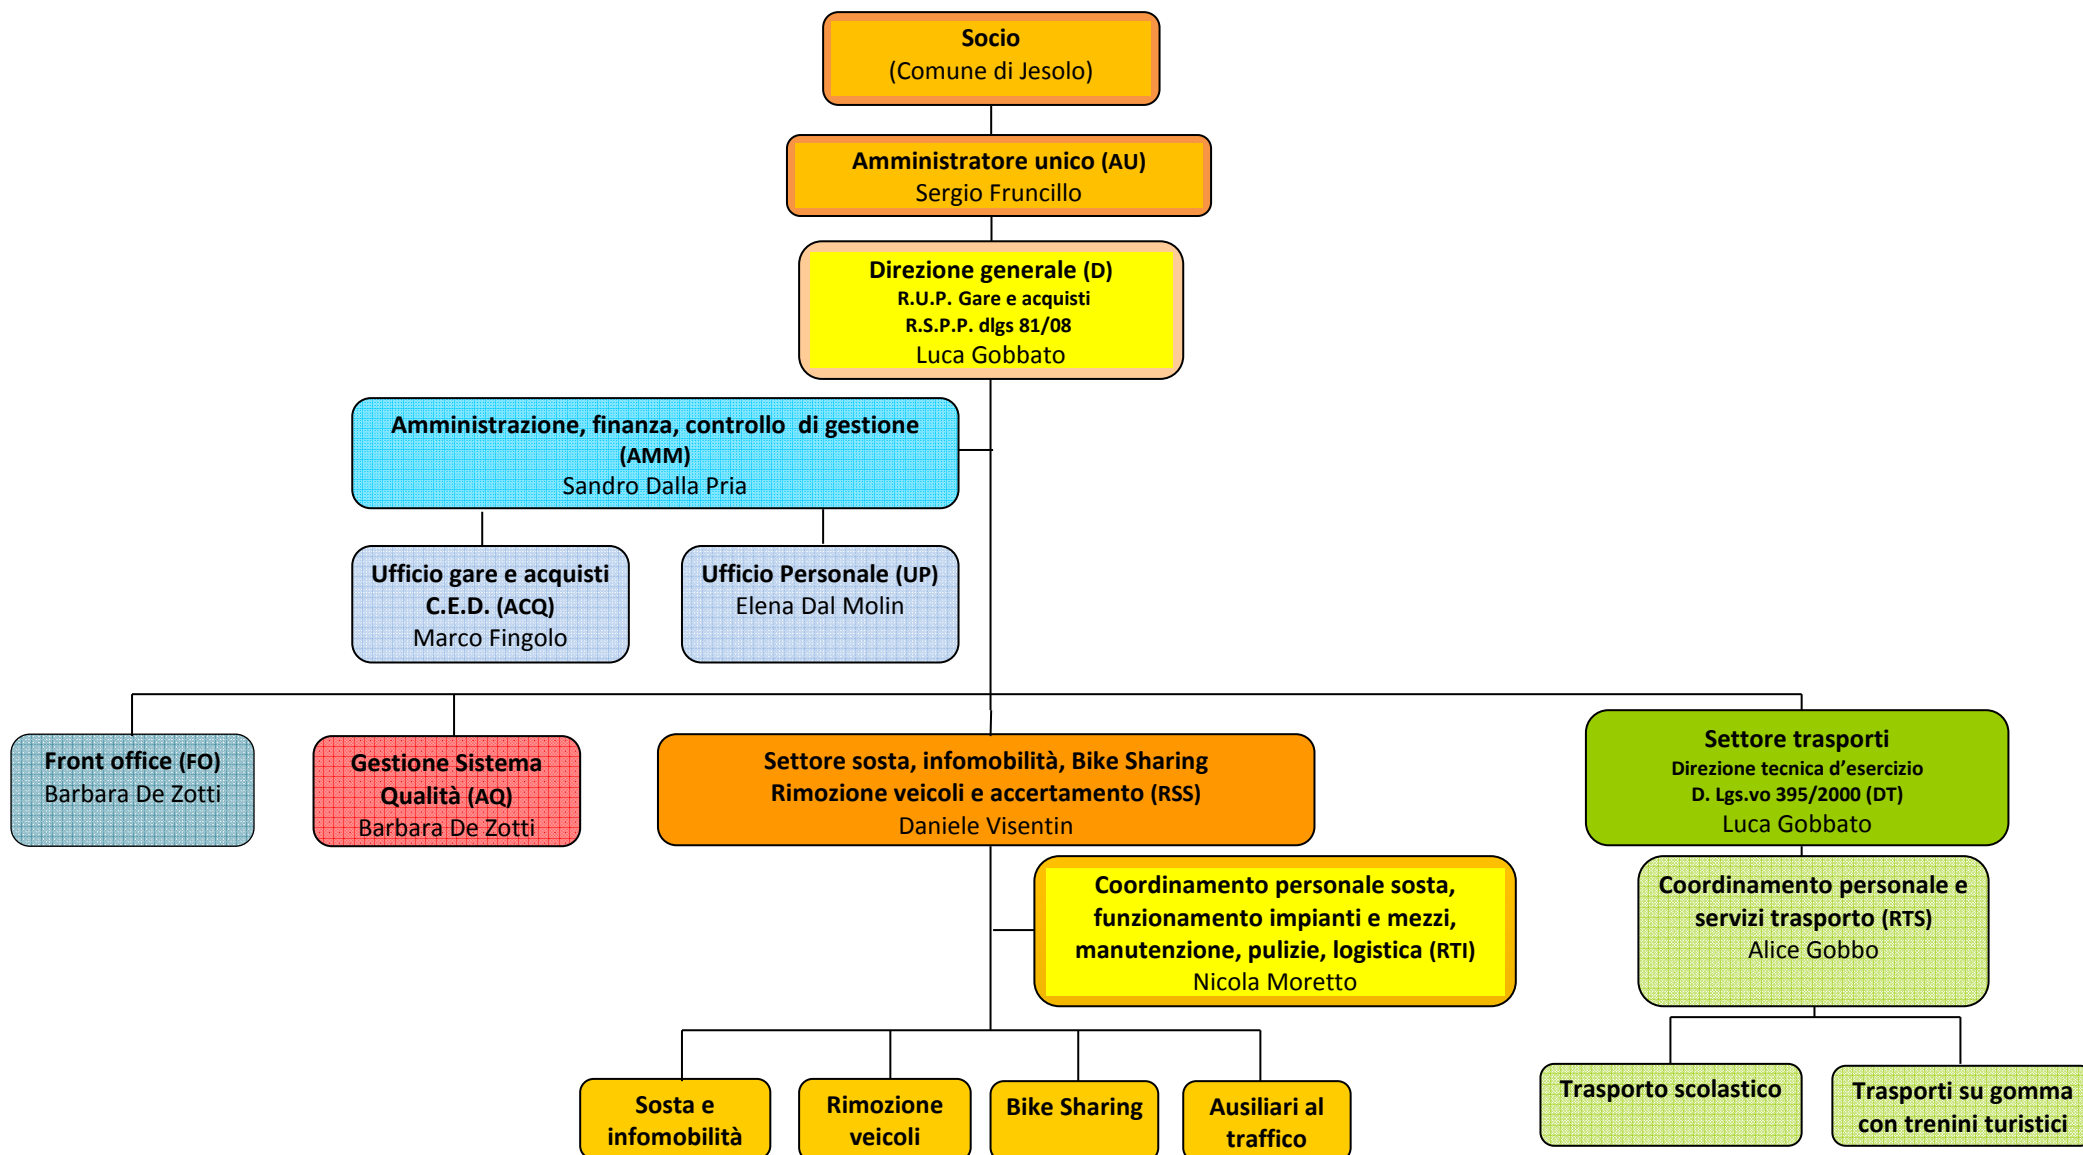 Socio
(Comune di Jesolo)
Amministratore unico (AU)
Sergio Fruncillo
Direzione generale (D)
R.U.P. Gare e acquisti
R.S.P.P. dlgs 81/08
Luca Gobbato
Amministrazione, finanza, controllo  di gestione
(AMM)
Sandro Dalla Pria
Ufficio gare e acquisti
C.E.D. (ACQ)
Marco Fingolo
Ufficio Personale (UP)
Elena Dal Molin
Front office (FO)
Barbara De Zotti
Gestione Sistema
Qualità (AQ)
Barbara De Zotti
Settore sosta, infomobilità, Bike Sharing
Rimozione veicoli e accertamento (RSS)
Daniele Visentin
Settore trasporti
Direzione tecnica d’esercizio
D. Lgs.vo 395/2000 (DT)
Luca Gobbato
Coordinamento personale sosta,
funzionamento impianti e mezzi,
manutenzione, pulizie, logistica (RTI)
Nicola Moretto
Coordinamento personale e
servizi trasporto (RTS)
Alice Gobbo
Sosta e
infomobilità
Rimozione
veicoli
Bike Sharing
Ausiliari al
traffico
Trasporto scolastico
Trasporti su gomma
con trenini turistici